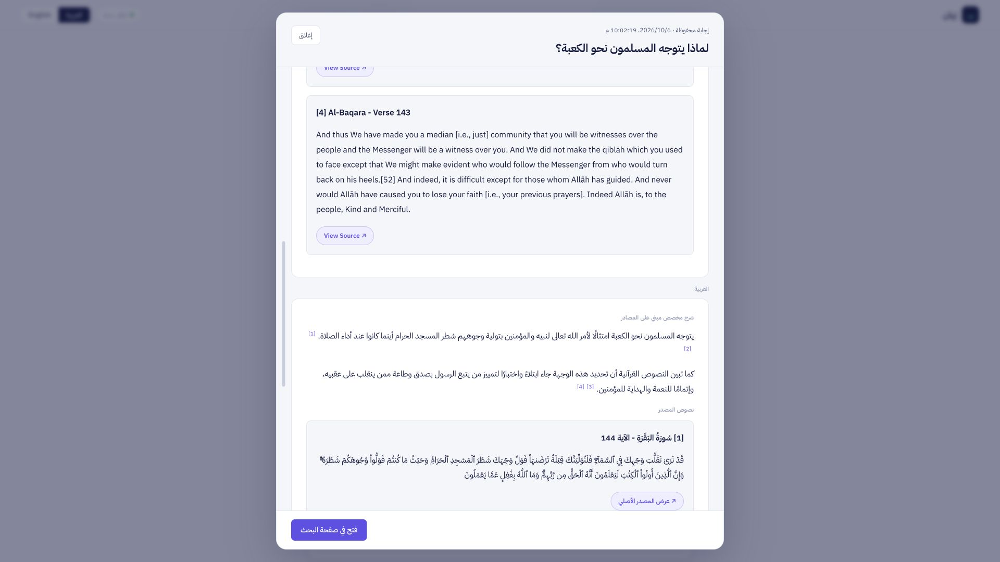 إجابة محفوظة · 2026/10/6، 10:02:19 م
لماذا يتوجه المسلمون نحو الكعبة؟
إغلاق
View Source ↗
[4] Al-Baqara - Verse 143
And thus We have made you a median [i.e., just] community that you will be witnesses over the
people and the Messenger will be a witness over you. And We did not make the qiblah which you used
to face except that We might make evident who would follow the Messenger from who would turn
back on his heels.[52] And indeed, it is difficult except for those whom Allāh has guided. And never
would Allāh have caused you to lose your faith [i.e., your previous prayers]. Indeed Allāh is, to the
people, Kind and Merciful.
View Source ↗
العربية
شرح مخصص مبني على المصادر
يتوجه المسلمون نحو الكعبة امتثالًا لأمر الله تعالى لنبيه والمؤمنين بتولية وجوههم شطر المسجد الحرام أينما كانوا عند أداء الصلاة. [1]
[2]
كما تبين النصوص القرآنية أن تحديد هذه الوجهة جاء ابتلاءً واختبارًا لتمييز من يتبع الرسول بصدق وطاعة ممن ينقلب على عقبيه،
وإتمامًا للنعمة والهداية للمؤمنين. [3] [4]
نصوص المصدر
[1] سُورَةُ البَقَرَةِ - الآية 144
قَدْ نَرَىٰ تَقَلُّبَ وَجْهِكَ فِي ٱلسَّمَآءِۖ فَلَنُوَلِّيَنَّكَ قِبْلَةً تَرْضَىٰهَاۚ فَوَلِّ وَجْهَكَ شَطْرَ ٱلْمَسْجِدِ ٱلْحَرَامِۚ وَحَيْثُ مَا كُنتُمْ فَوَلُّوا۟ وُجُوهَكُمْ شَطْرَهُۥۗ
وَإِنَّ ٱلَّذِينَ أُوتُوا۟ ٱلْكِتَٰبَ لَيَعْلَمُونَ أَنَّهُ ٱلْحَقُّ مِن رَّبِّهِمْۗ وَمَا ٱللَّهُ بِغَٰفِلٍ عَمَّا يَعْمَلُونَ
عرض المصدر الأصلي ↗
فتح في صفحة البحث